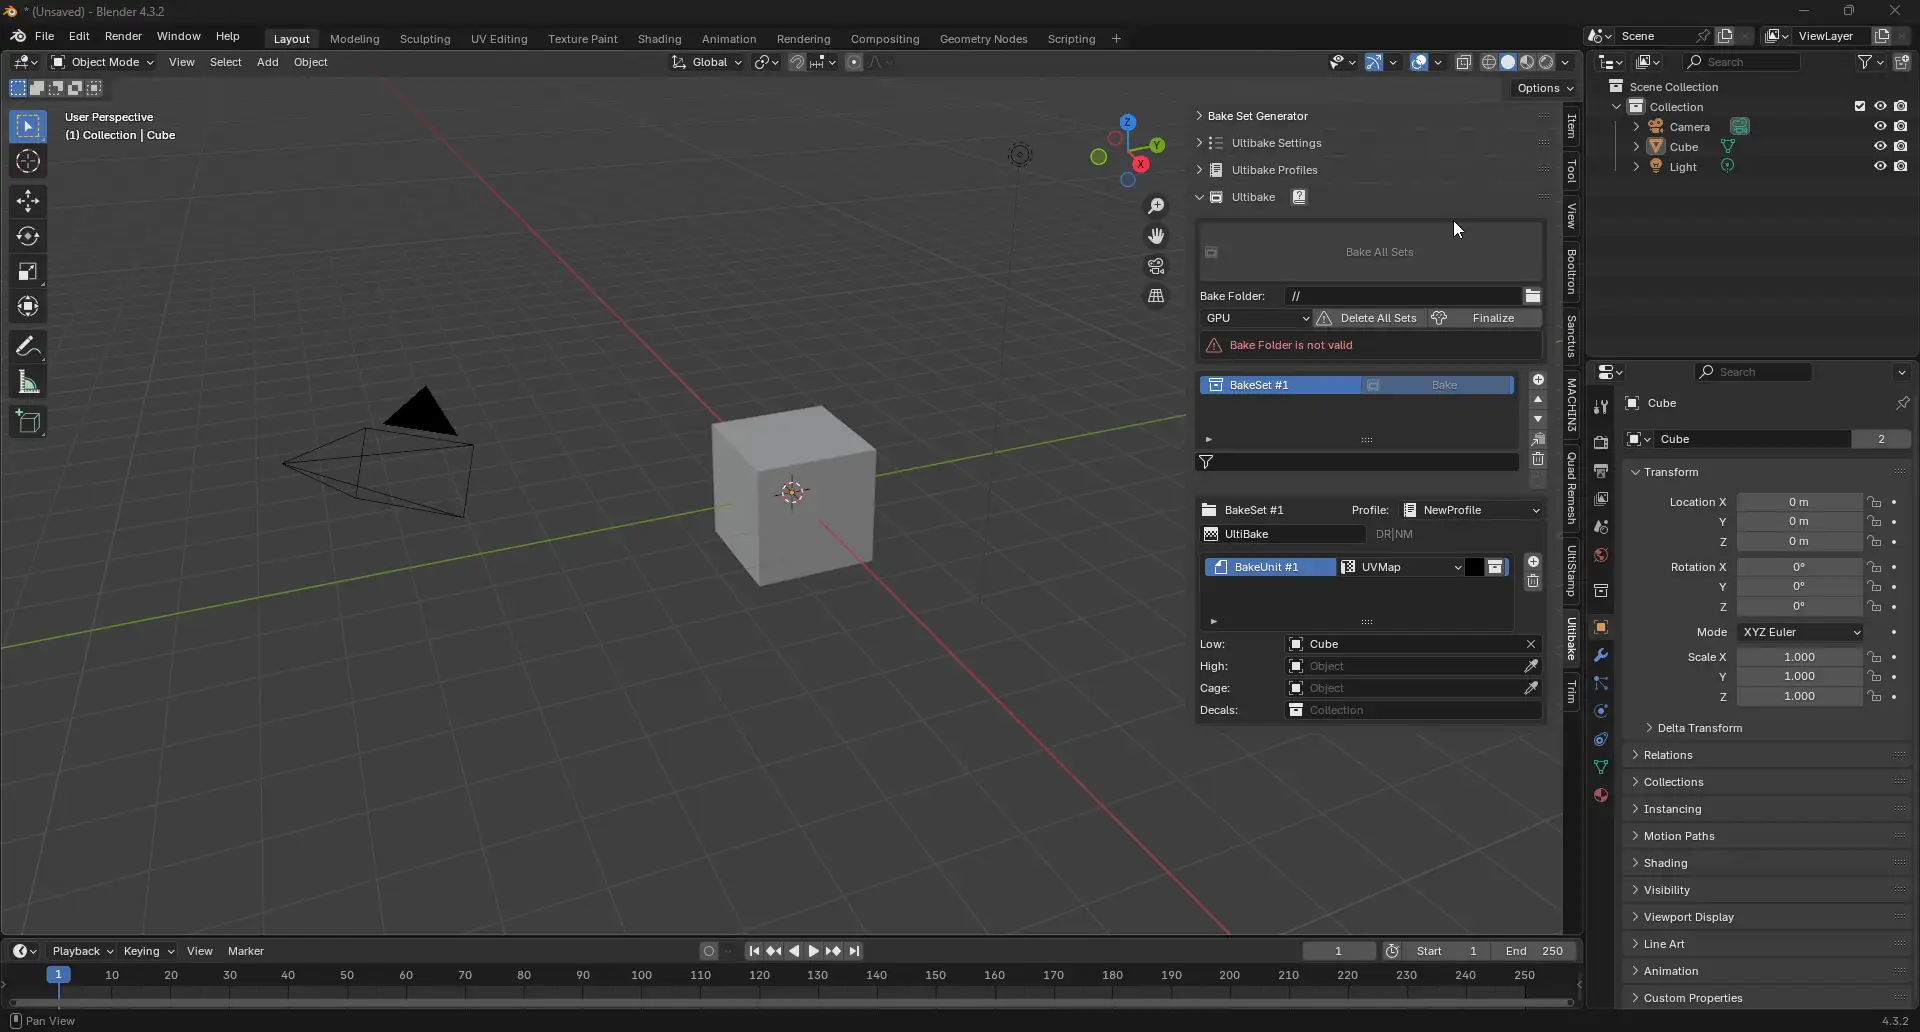 * (Unsaved) - Blender 4.3.2
File Edit Render Window Help
Layout Modeling Sculpting UV Editing Texture Paint Shading Animation Rendering Compositing Geometry Nodes Scripting +
Scene
ViewLayer
Object Mode View Select Add Object
Global
Options
User Perspective
(1) Collection | Cube
Z
Y
X
Bake Set Generator
Ultibake Settings
Ultibake Profiles
Ultibake
Bake All Sets
Bake Folder: //
GPU Delete All Sets Finalize
Bake Folder is not valid
BakeSet #1 Bake
BakeSet #1 Profile: NewProfile
UltiBake DR|NM
BakeUnit #1 UVMap
Low: Cube
High: Object
Cage: Object
Decals: Collection
Item
Tool
View
Booltron
Sanctus
MACHIN3
Quad Remesh
UltiStamp
Ultibake
Trim
Search
Scene Collection
Collection
Camera
Cube
Light
Search
Cube
Cube 2
Transform
Location X 0 m
Y 0 m
Z 0 m
Rotation X 0°
Y 0°
Z 0°
Mode XYZ Euler
Scale X 1.000
Y 1.000
Z 1.000
Delta Transform
Relations
Collections
Instancing
Motion Paths
Shading
Visibility
Viewport Display
Line Art
Animation
Custom Properties
Playback Keying View Marker
1 Start 1 End 250
1 10 20 30 40 50 60 70 80 90 100 110 120 130 140 150 160 170 180 190 200 210 220 230 240 250
Pan View
4.3.2